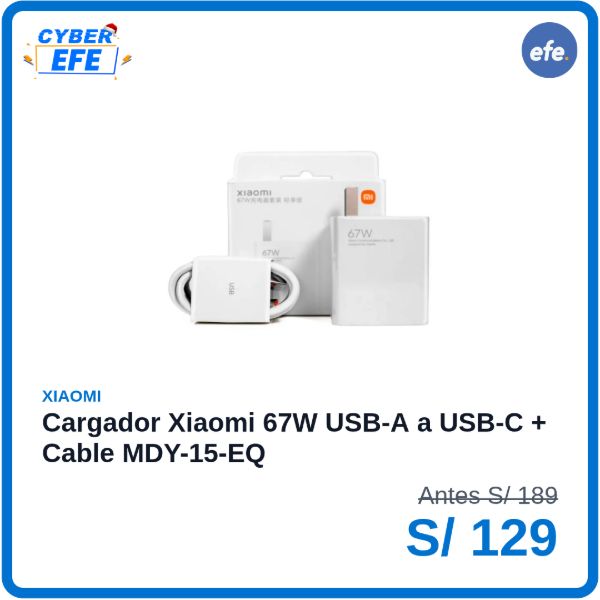 CYBER
EFE
efe.
xiaomi
67W
67W
USB
XIAOMI
Cargador Xiaomi 67W USB-A a USB-C +
Cable MDY-15-EQ
Antes S/ 189
S/ 129